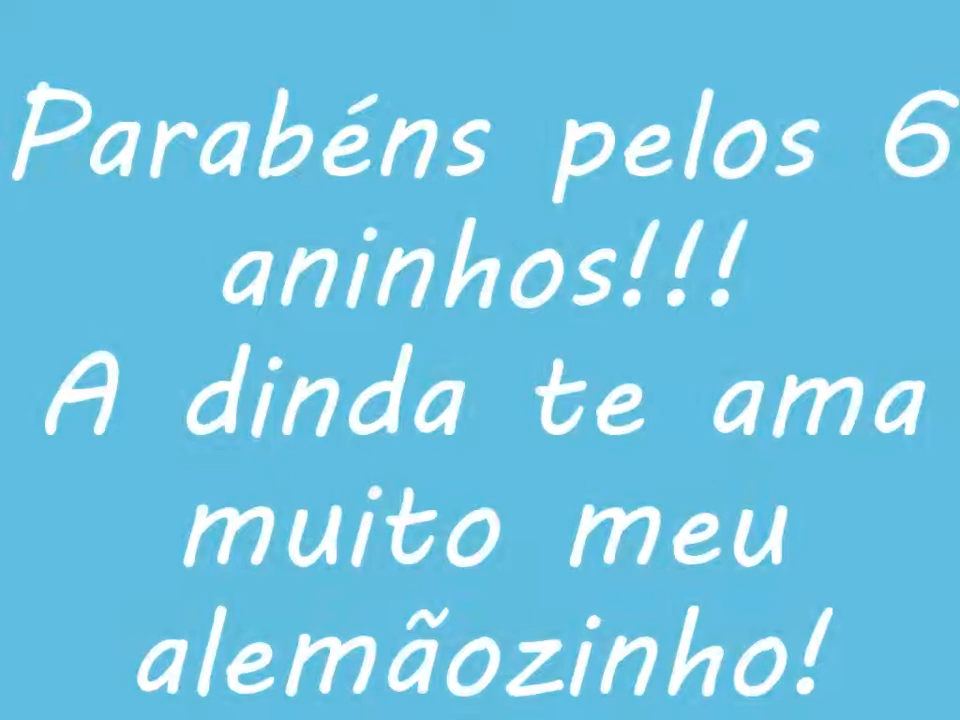 Parabéns pelos 6
aninhos!!!
A dinda te ama
muito meu
alemãozinho!